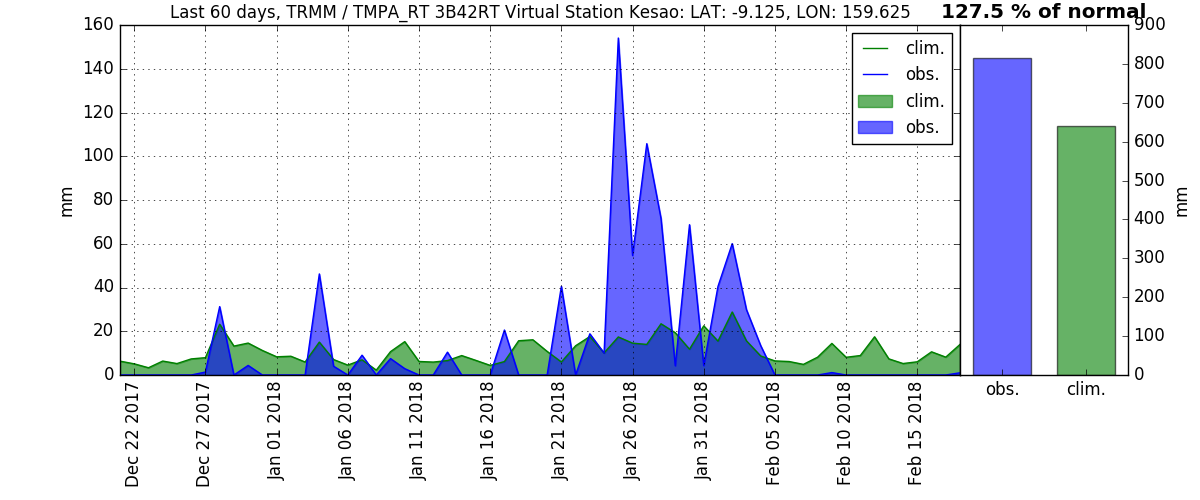 Last 60 days, TRMM / TMPA_RT 3B42RT Virtual Station Kesao: LAT: -9.125, LON: 159.625
127.5 % of normal
160
140
120
100
80
60
40
20
0
mm
clim.
obs.
clim.
obs.
900
800
700
600
500
400
300
200
100
0
mm
Dec 22 2017
Dec 27 2017
Jan 01 2018
Jan 06 2018
Jan 11 2018
Jan 16 2018
Jan 21 2018
Jan 26 2018
Jan 31 2018
Feb 05 2018
Feb 10 2018
Feb 15 2018
obs.
clim.